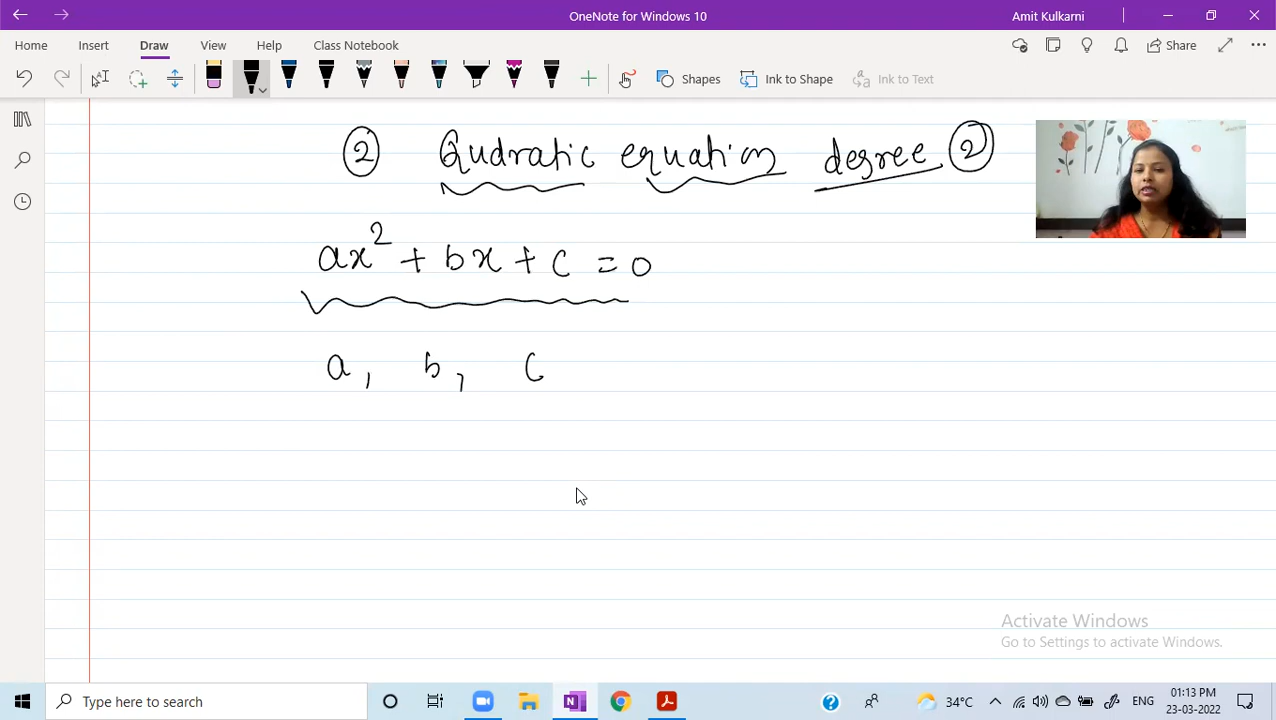 OneNote for Windows 10
Amit Kulkarni
Home Insert Draw View Help Class Notebook
Share
Shapes Ink to Shape Ink to Text
② Qudratic equation degree ②
ax² + bx + c = 0
a, b, c
Activate Windows
Go to Settings to activate Windows.
Type here to search
34°C ENG 01:13 PM
23-03-2022